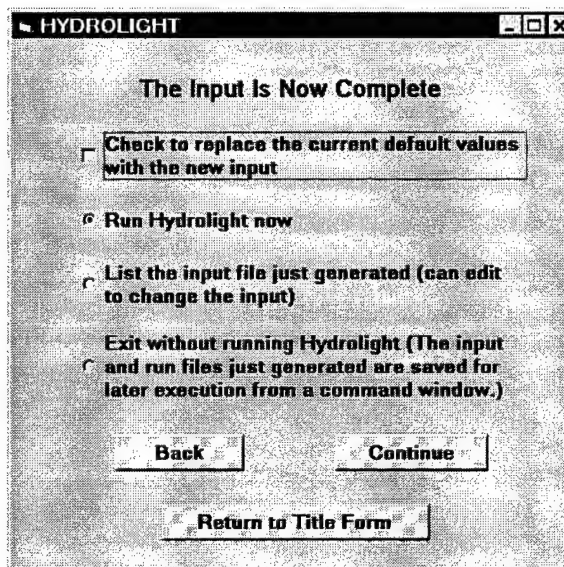 HYDROLIGHT
The Input Is Now Complete
Check to replace the current default values
with the new input
Run Hydrolight now
List the input file just generated (can edit
to change the input)
Exit without running Hydrolight (The input
and run files just generated are saved for
later execution from a command window.)
Back
Continue
Return to Title Form